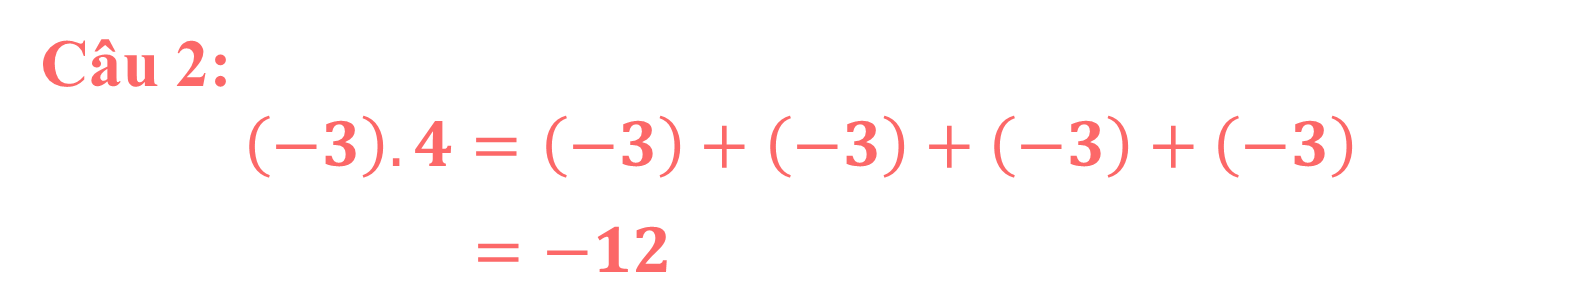 Câu 2:
(−3). 4 = (−3) + (−3) + (−3) + (−3)
= −12